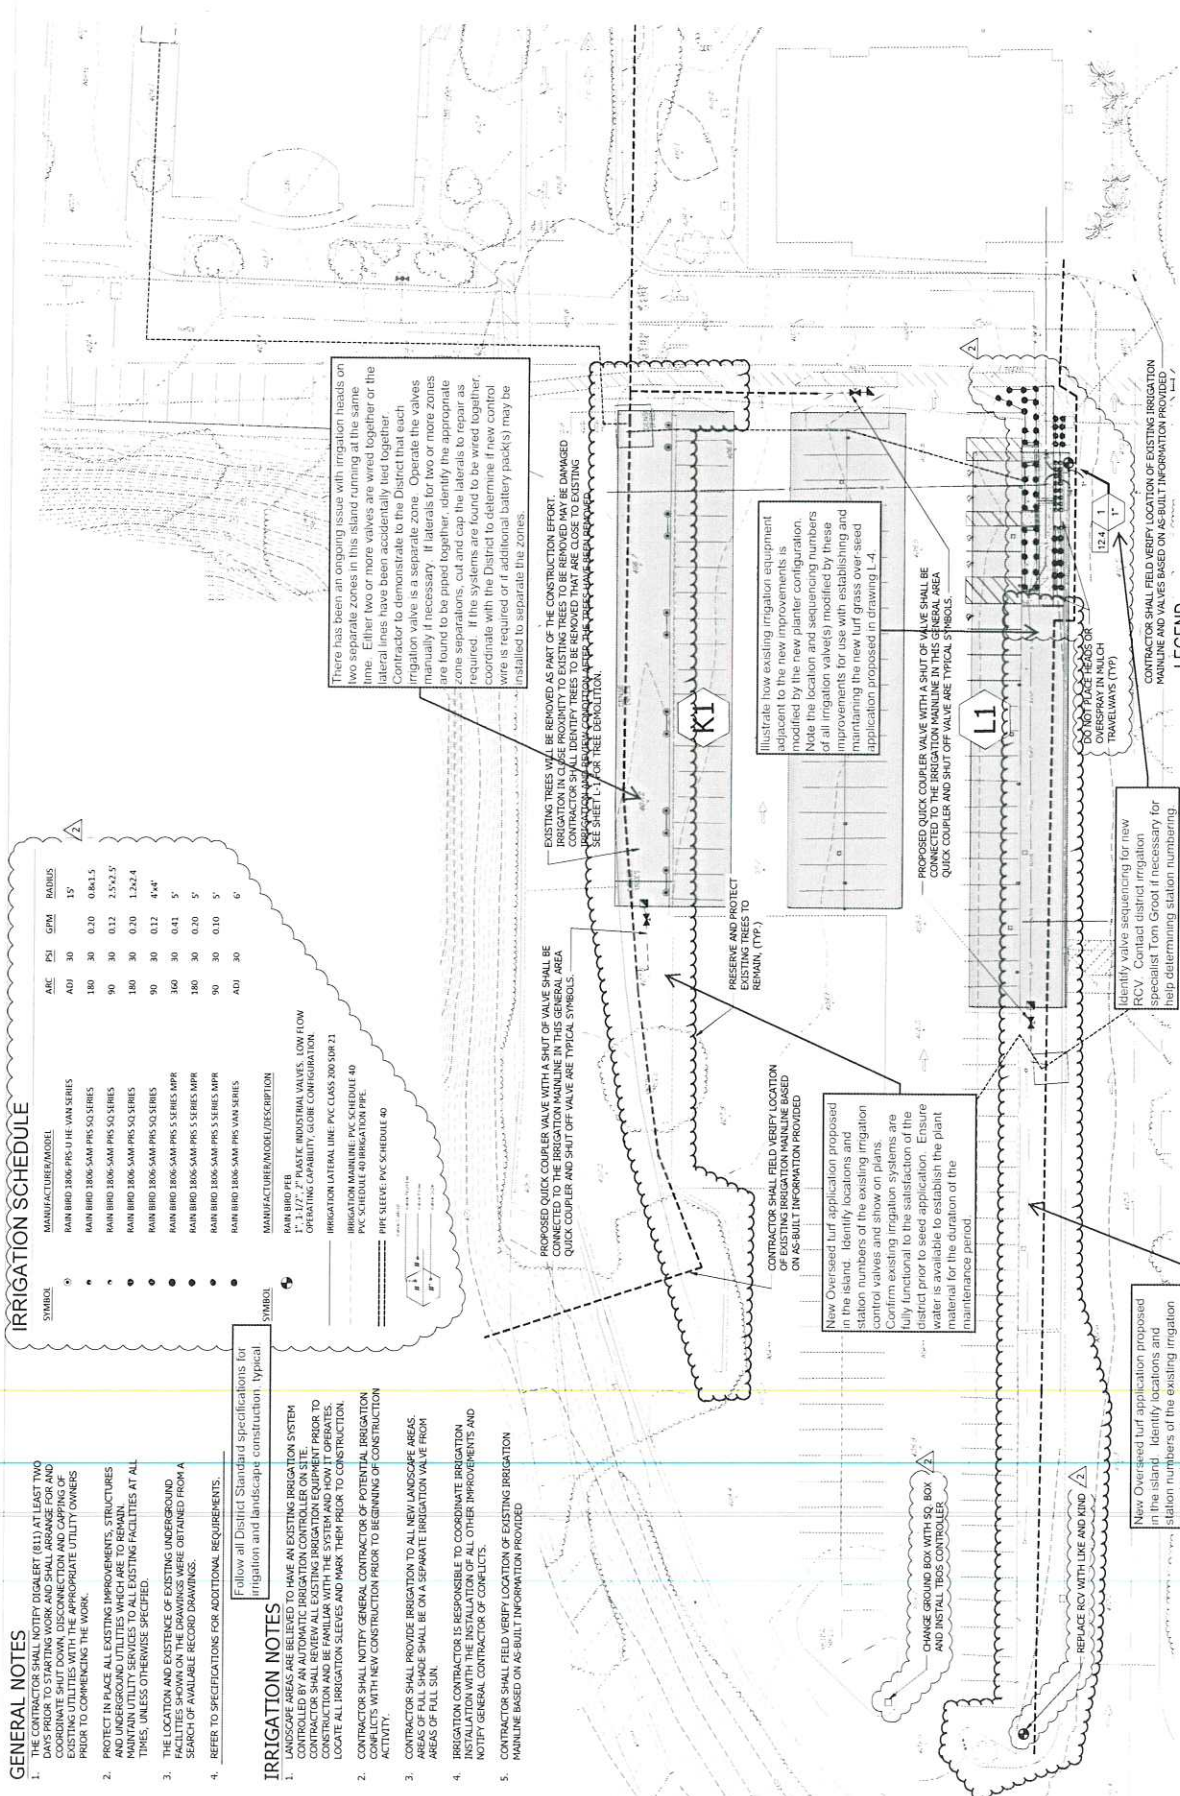 GENERAL NOTES
1. THE CONTRACTOR SHALL NOTIFY DIGALERT (811) AT LEAST TWO
DAYS PRIOR TO STARTING WORK AND SHALL ARRANGE FOR AND
COORDINATE SHUT DOWN, DISCONNECTION AND CAPPING OF
EXISTING UTILITIES WITH THE APPROPRIATE UTILITY OWNERS
PRIOR TO COMMENCING THE WORK.
2. PROTECT IN PLACE ALL EXISTING IMPROVEMENTS, STRUCTURES
AND UNDERGROUND UTILITIES WHICH ARE TO REMAIN.
MAINTAIN UTILITY SERVICES TO ALL EXISTING FACILITIES AT ALL
TIMES, UNLESS OTHERWISE SPECIFIED.
3. THE LOCATION AND EXISTENCE OF EXISTING UNDERGROUND
FACILITIES SHOWN ON THE DRAWINGS WERE OBTAINED FROM A
SEARCH OF AVAILABLE RECORD DRAWINGS.
4. REFER TO SPECIFICATIONS FOR ADDITIONAL REQUIREMENTS.
Follow all District Standard specifications for
irrigation and landscape construction, typical.
IRRIGATION NOTES
1. LANDSCAPE AREAS ARE BELIEVED TO HAVE AN EXISTING IRRIGATION SYSTEM
CONTROLLED BY AN AUTOMATIC IRRIGATION CONTROLLER ON SITE.
CONTRACTOR SHALL REVIEW ALL EXISTING IRRIGATION EQUIPMENT PRIOR TO
CONSTRUCTION AND BE FAMILIAR WITH THE SYSTEM AND HOW IT OPERATES.
LOCATE ALL IRRIGATION SLEEVES AND MARK THEM PRIOR TO CONSTRUCTION.
2. CONTRACTOR SHALL NOTIFY GENERAL CONTRACTOR OF POTENTIAL IRRIGATION
CONFLICTS WITH NEW CONSTRUCTION PRIOR TO BEGINNING OF CONSTRUCTION
ACTIVITY.
3. CONTRACTOR SHALL PROVIDE IRRIGATION TO ALL NEW LANDSCAPE AREAS.
AREAS OF FULL SHADE SHALL BE ON A SEPARATE IRRIGATION VALVE FROM
AREAS OF FULL SUN.
4. IRRIGATION CONTRACTOR IS RESPONSIBLE TO COORDINATE IRRIGATION
INSTALLATION WITH THE INSTALLATION OF ALL OTHER IMPROVEMENTS AND
NOTIFY GENERAL CONTRACTOR OF CONFLICTS.
5. CONTRACTOR SHALL FIELD VERIFY LOCATION OF EXISTING IRRIGATION
MAINLINE BASED ON AS-BUILT INFORMATION PROVIDED
IRRIGATION SCHEDULE
2
SYMBOL MANUFACTURER/MODEL ARC PSI GPM RADIUS
RAIN BIRD 1806-PRS-U HE-VAN SERIES ADJ 30 15'
RAIN BIRD 1806-SAM-PRS SQ SERIES 180 30 0.20 0.8x1.5
RAIN BIRD 1806-SAM-PRS SQ SERIES 90 30 0.12 2.5'x2.5'
RAIN BIRD 1806-SAM-PRS SQ SERIES 180 30 0.20 1.2x2.4
RAIN BIRD 1806-SAM-PRS SQ SERIES 90 30 0.12 4'x4'
RAIN BIRD 1806-SAM-PRS 5 SERIES MPR 360 30 0.41 5'
RAIN BIRD 1806-SAM-PRS 5 SERIES MPR 180 30 0.20 5'
RAIN BIRD 1806-SAM-PRS 5 SERIES MPR 90 30 0.10 5'
RAIN BIRD 1806-SAM-PRS VAN SERIES ADJ 30 6'
SYMBOL MANUFACTURER/MODEL/DESCRIPTION
RAIN BIRD PEB
1", 1-1/2", 2" PLASTIC INDUSTRIAL VALVES. LOW FLOW
OPERATING CAPABILITY, GLOBE CONFIGURATION.
IRRIGATION LATERAL LINE: PVC CLASS 200 SDR 21
IRRIGATION MAINLINE: PVC SCHEDULE 40
PVC SCHEDULE 40 IRRIGATION PIPE.
PIPE SLEEVE: PVC SCHEDULE 40
There has been an ongoing issue with irrigation heads on
two separate zones in this island running at the same
time. Either two or more valves are wired together or the
lateral lines have been accidentally tied together.
Contractor to demonstrate to the District that each
irrigation valve is a separate zone. Operate the valves
manually if necessary. If laterals for two or more zones
are found to be piped together, identify the appropriate
zone separations, cut and cap the laterals to repair as
required. If the systems are found to be wired together,
coordinate with the District to determine if new control
wire is required or if additional battery pack(s) may be
installed to separate the zones.
EXISTING TREES WILL BE REMOVED AS PART OF THE CONSTRUCTION EFFORT.
IRRIGATION IN CLOSE PROXIMITY TO EXISTING TREES TO BE REMOVED MAY BE DAMAGED
CONTRACTOR SHALL IDENTIFY TREES TO BE REMOVED THAT ARE CLOSE TO EXISTING
IRRIGATION AND REVIEW CONDITION AFTER THE TREES HAVE BEEN REMOVED.
SEE SHEET L-1 FOR TREE DEMOLITION.
PROPOSED QUICK COUPLER VALVE WITH A SHUT OF VALVE SHALL BE
CONNECTED TO THE IRRIGATION MAINLINE IN THIS GENERAL AREA
QUICK COUPLER AND SHUT OFF VALVE ARE TYPICAL SYMBOLS.
K1
PRESERVE AND PROTECT
EXISTING TREES TO
REMAIN, (TYP.)
Illustrate how existing irrigation equipment
adjacent to the new improvements is
modified by the new planter configuration.
Note the location and sequencing numbers
of all irrigation valve(s) modified by these
improvements for use with establishing and
maintaining the new turf grass over-seed
application proposed in drawing L-4.
CONTRACTOR SHALL FIELD VERIFY LOCATION
OF EXISTING IRRIGATION MAINLINE BASED
ON AS-BUILT INFORMATION PROVIDED
New Overseed turf application proposed
in the island. Identify locations and
station numbers of the existing irrigation
control valves and show on plans.
Confirm existing irrigation systems are
fully functional to the satisfaction of the
district prior to seed application. Ensure
water is available to establish the plant
material for the duration of the
maintenance period.
PROPOSED QUICK COUPLER VALVE WITH A SHUT OF VALVE SHALL BE
CONNECTED TO THE IRRIGATION MAINLINE IN THIS GENERAL AREA
QUICK COUPLER AND SHUT OFF VALVE ARE TYPICAL SYMBOLS.
2
L1
DO NOT PLACE HEADS OR
OVERSPRAY IN MULCH
TRAVELWAYS (TYP)
12.4 1
1"
Identify valve sequencing for new
RCV. Contact district irrigation
specialist Tom Groot if necessary for
help determining station numbering.
CONTRACTOR SHALL FIELD VERIFY LOCATION OF EXISTING IRRIGATION
MAINLINE AND VALVES BASED ON AS-BUILT INFORMATION PROVIDED
LEGEND
CHANGE GROUND BOX WITH SQ. BOX
AND INSTALL TBOS CONTROLLER
2
REPLACE RCV WITH LIKE AND KIND
2
New Overseed turf application proposed
in the island. Identify locations and
station numbers of the existing irrigation